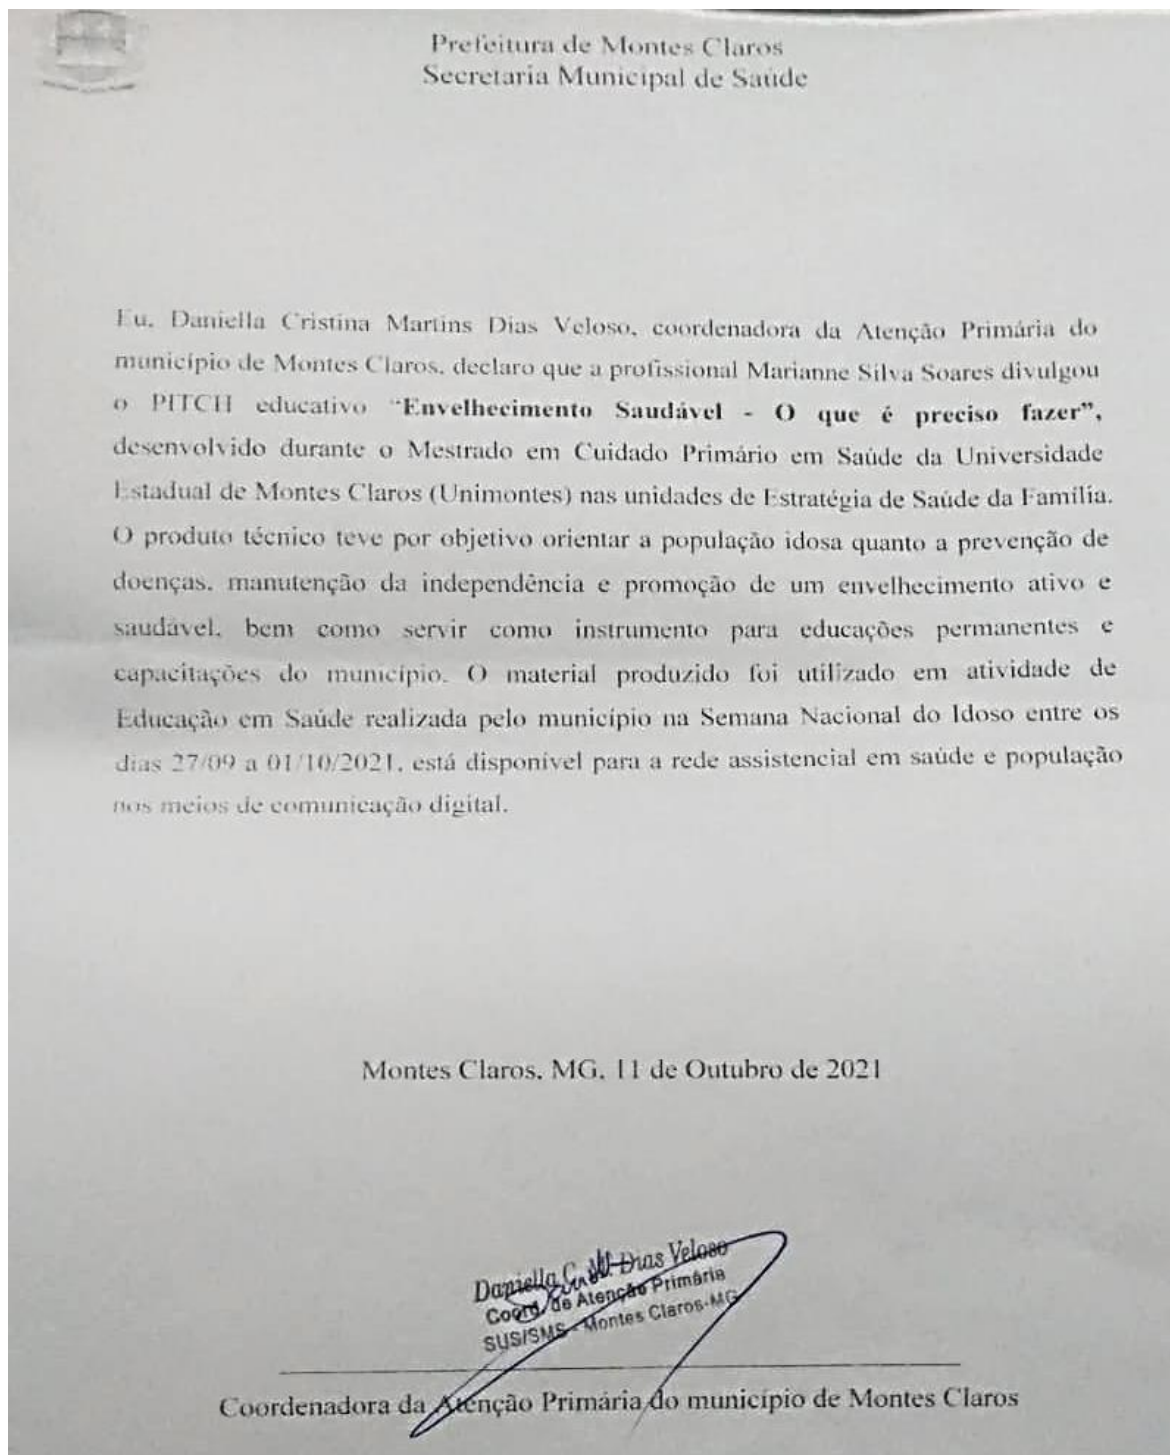 Prefeitura de Montes Claros
Secretaria Municipal de Saúde
Eu, Daniella Cristina Martins Dias Veloso, coordenadora da Atenção Primária do
município de Montes Claros, declaro que a profissional Marianne Silva Soares divulgou
o PITCH educativo “Envelhecimento Saudável - O que é preciso fazer”,
desenvolvido durante o Mestrado em Cuidado Primário em Saúde da Universidade
Estadual de Montes Claros (Unimontes) nas unidades de Estratégia de Saúde da Família.
O produto técnico teve por objetivo orientar a população idosa quanto a prevenção de
doenças, manutenção da independência e promoção de um envelhecimento ativo e
saudável, bem como servir como instrumento para educações permanentes e
capacitações do município. O material produzido foi utilizado em atividade de
Educação em Saúde realizada pelo município na Semana Nacional do Idoso entre os
dias 27/09 a 01/10/2021, está disponível para a rede assistencial em saúde e população
nos meios de comunicação digital.
Montes Claros, MG, 11 de Outubro de 2021
Daniella C. M. Dias Veloso
Coord. de Atenção Primária
SUS/SMS - Montes Claros-MG
Coordenadora da Atenção Primária do município de Montes Claros